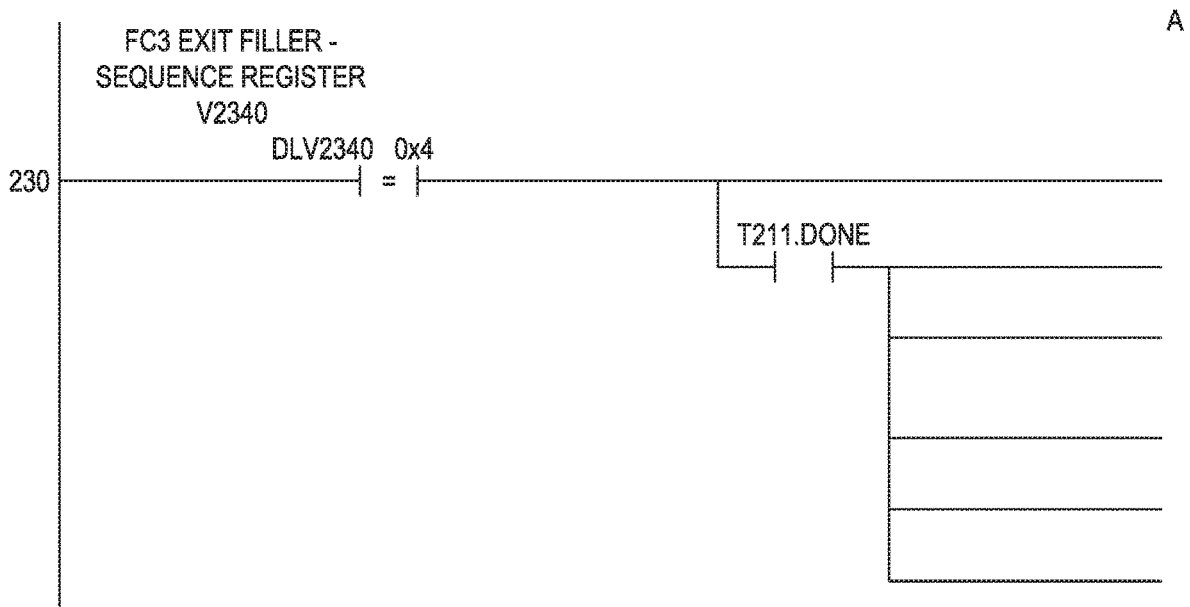 A
FC3 EXIT FILLER -
SEQUENCE REGISTER
V2340
DLV2340 0x4
230
=
T211.DONE